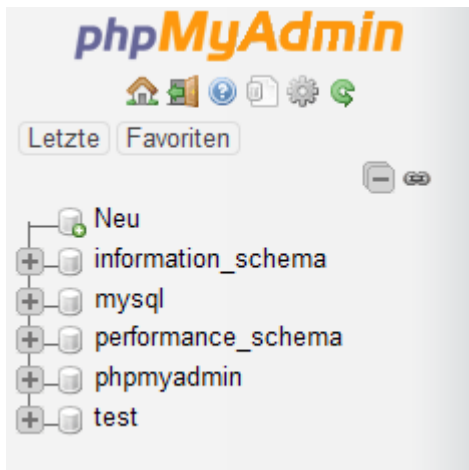 phpMyAdmin
Letzte Favoriten
Neu
information_schema
mysql
performance_schema
phpmyadmin
test